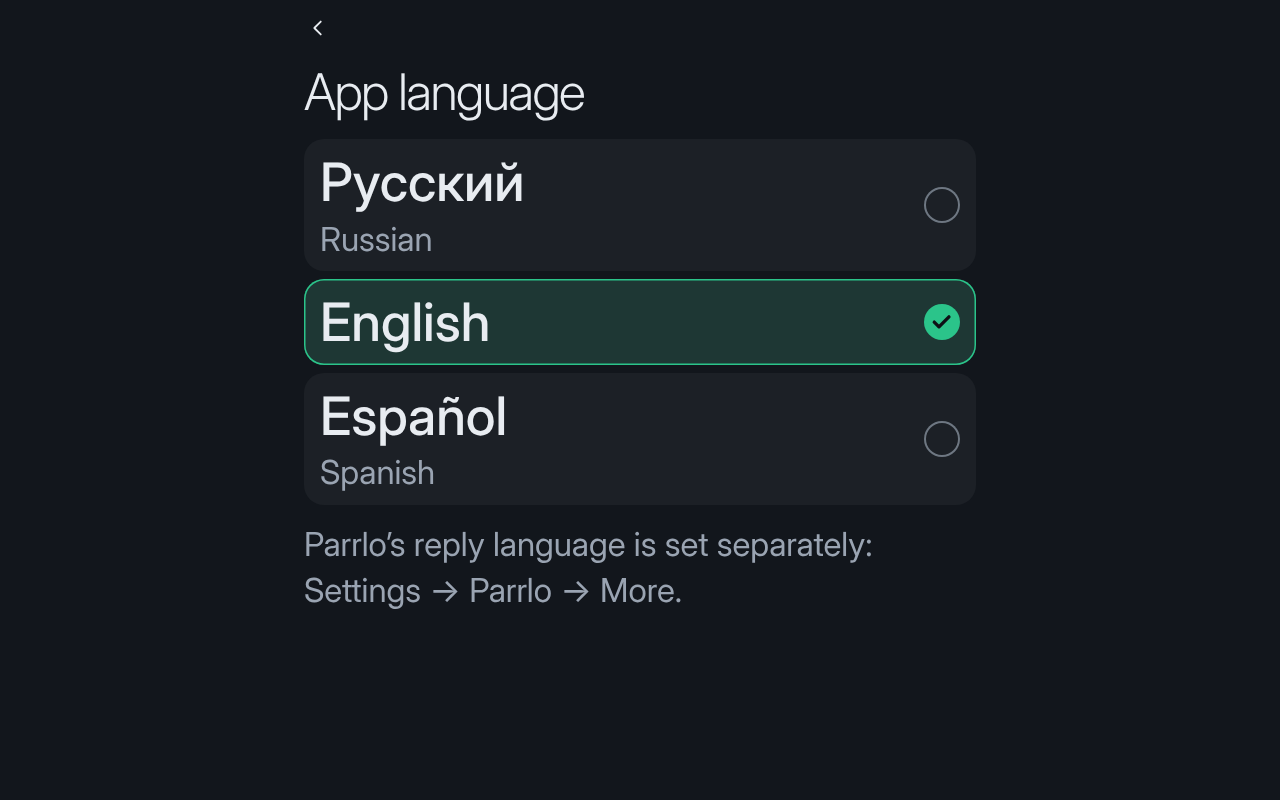 App language
Русский
Russian
English
Español
Spanish
Parrlo’s reply language is set separately:
Settings → Parrlo → More.